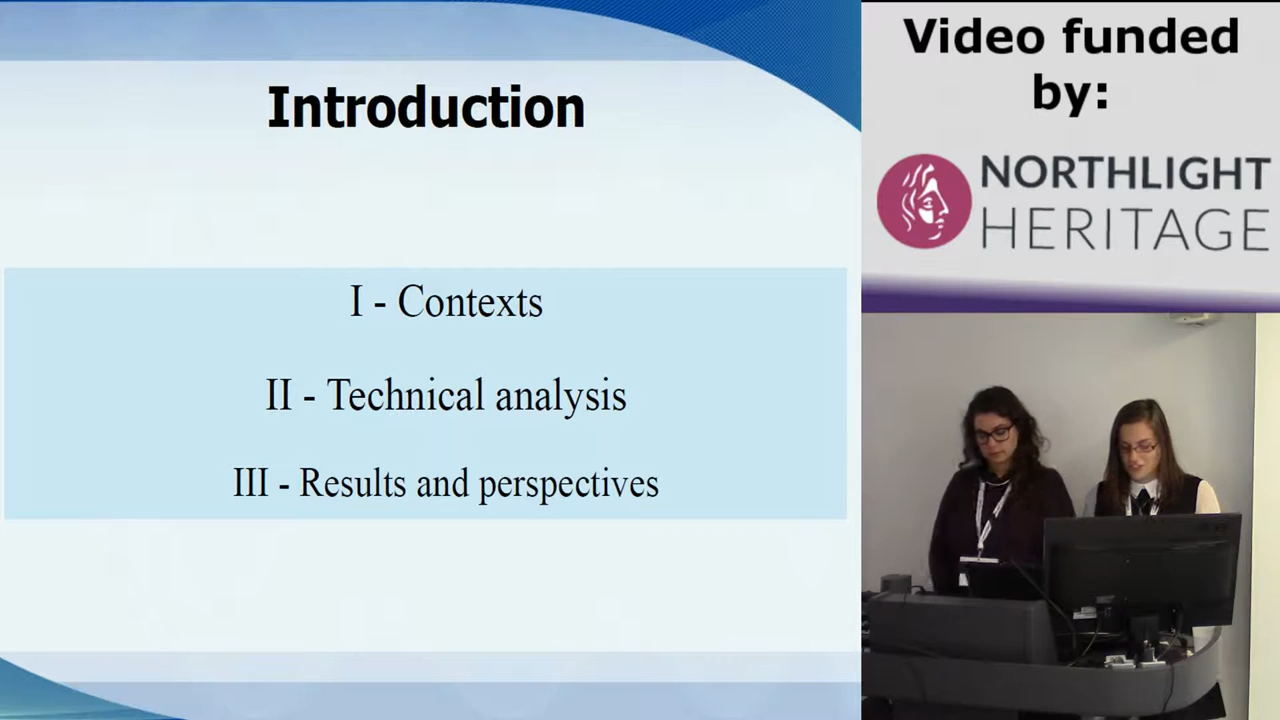 Introduction
I - Contexts
II - Technical analysis
III - Results and perspectives
Video funded
by:
NORTHLIGHT
HERITAGE